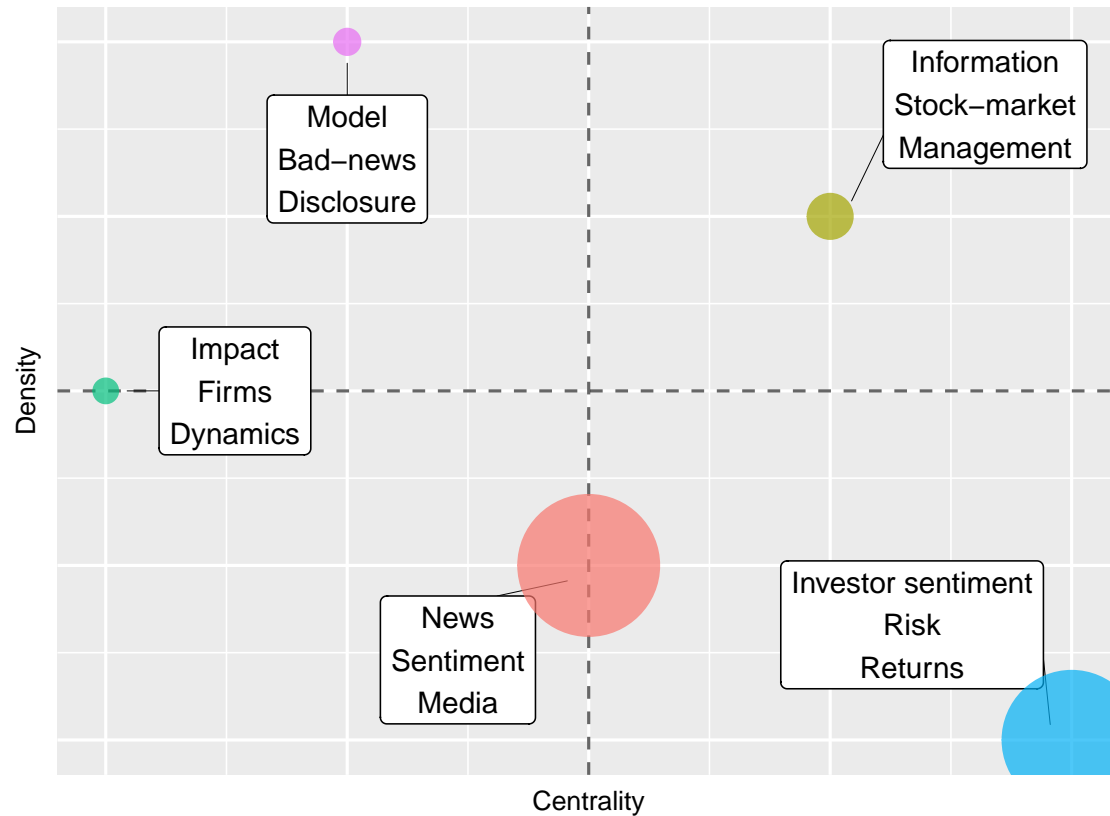 Information
Stock−market
Management
Model
Bad−news
Disclosure
Impact
Firms
Dynamics
Density
News
Sentiment
Media
Investor sentiment
Risk
Returns
Centrality